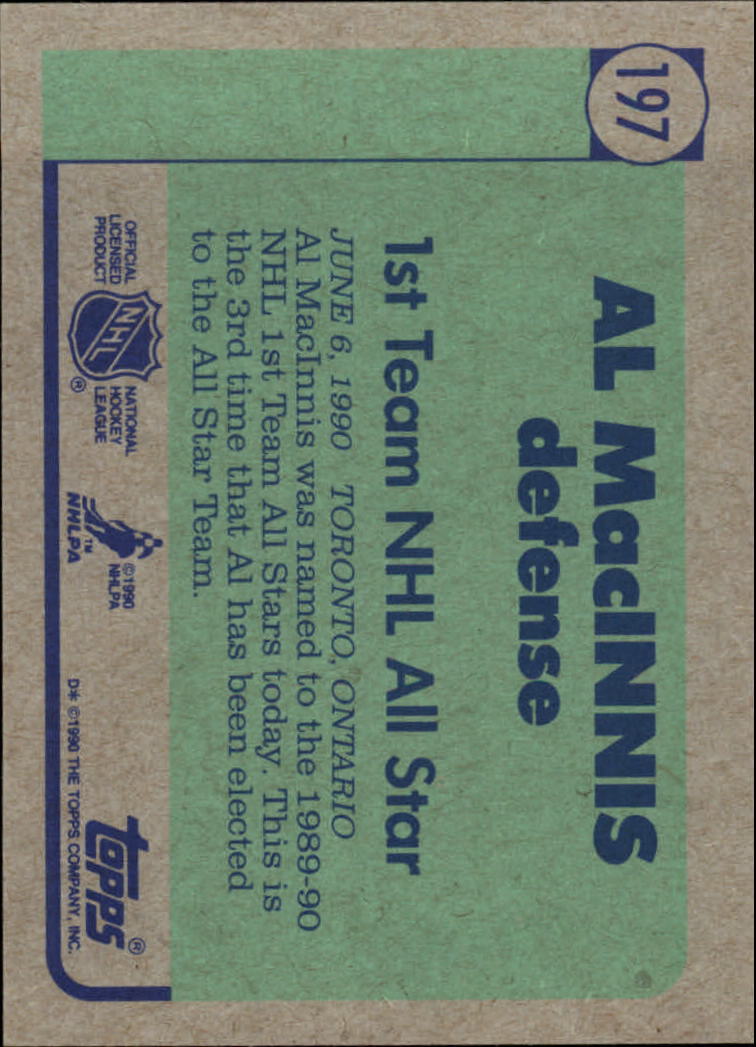 197
AL MacINNIS
defense
1st Team NHL All Star
JUNE 6, 1990 TORONTO, ONTARIO
Al MacInnis was named to the 1989-90
NHL 1st Team All Stars today. This is
the 3rd time that Al has been elected
to the All Star Team.
OFFICIAL
LICENSED
PRODUCT
NHL
®
NATIONAL
HOCKEY
LEAGUE
©1990
NHLPA
TM
NHLPA
topps®
D* ©1990 THE TOPPS COMPANY, INC.